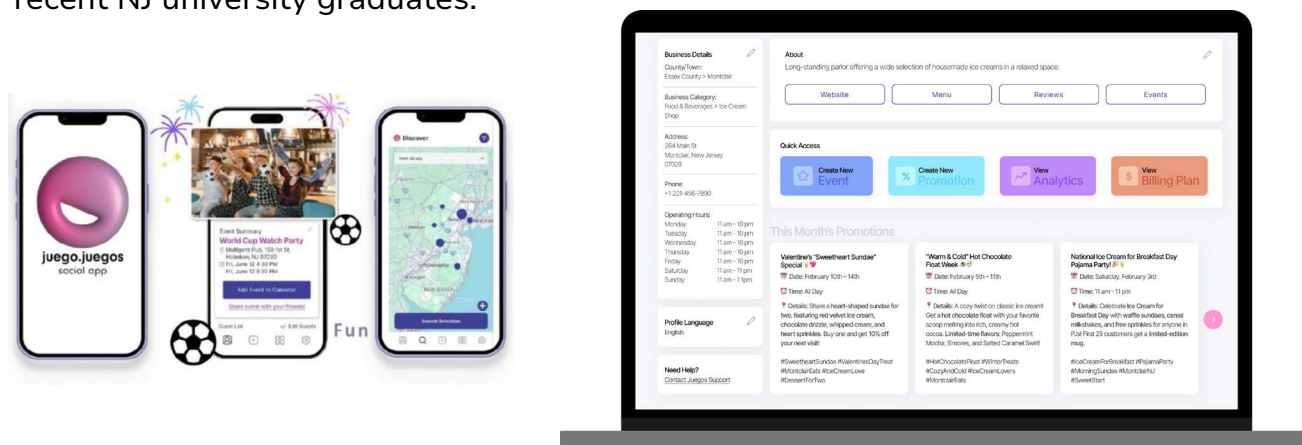 recent NJ university graduates.
juego.juegos
social app
Event Summary
World Cup Watch Party
Mulligan's Pub, 159 1st St,
Hoboken, NJ 07030
Fri, June 12 4:30 PM
Fri, June 12 6:30 PM
Add Event to Calendar
Share event with your friends!
Guest List
+/- Edit Guests
Fun
Discover
New Jersey
Search Selection
Business Details
County/Town:
Essex County > Montclair
Business Category:
Food & Beverages > Ice Cream
Shop
Address:
264 Main St
Montclair, New Jersey
07028
Phone:
+1 201-456-7890
Operating Hours:
Monday 11 am - 10 pm
Tuesday 11 am - 10 pm
Wednesday 11 am - 10 pm
Thursday 11 am - 10 pm
Friday 11 am - 10 pm
Saturday 11 am - 11 pm
Sunday 11 am - 11pm
Profile Language
English
Need Help?
Contact Juegos Support
About
Long-standing parlor offering a wide selection of housemade ice creams in a relaxed space.
Website
Menu
Reviews
Events
Quick Access
Create New
Event
Create New
Promotion
View
Analytics
View
Billing Plan
This Month's Promotions
Valentine's "Sweetheart Sundae"
Special 🍦💖
📅 Date: February 10th – 14th
⏰ Time: All Day
📍 Details: Share a heart-shaped sundae for
two, featuring red velvet ice cream,
chocolate drizzle, whipped cream, and
heart sprinkles. Buy one and get 10% off
your next visit!
#SweetheartSundae #ValentinesDayTreat
#MontclairEats #IceCreamLove
#DessertForTwo
"Warm & Cold" Hot Chocolate
Float Week
📅 Date: February 5th – 11th
⏰ Time: All Day
📍 Details: A cozy twist on classic ice cream!
Get a hot chocolate float with your favorite
scoop melting into rich, creamy hot
cocoa. Limited-time flavors: Peppermint
Mocha, S'mores, and Salted Caramel Swirl!
#HotChocolateFloat #WinterTreats
#CozyAndCold #IceCreamLovers
#MontclairEats
National Ice Cream for Breakfast Day
Pajama Party! 🎉🍦
📅 Date: Saturday, February 3rd
⏰ Time: 11 am - 11 pm
📍 Details: Celebrate Ice Cream for
Breakfast Day with waffle sundaes, cereal
milkshakes, and free sprinkles for anyone in
PJs! First 25 customers get a limited-edition
mug.
#IceCreamForBreakfast #PajamaParty
#MorningSundae #MontclairNJ
#SweetStart